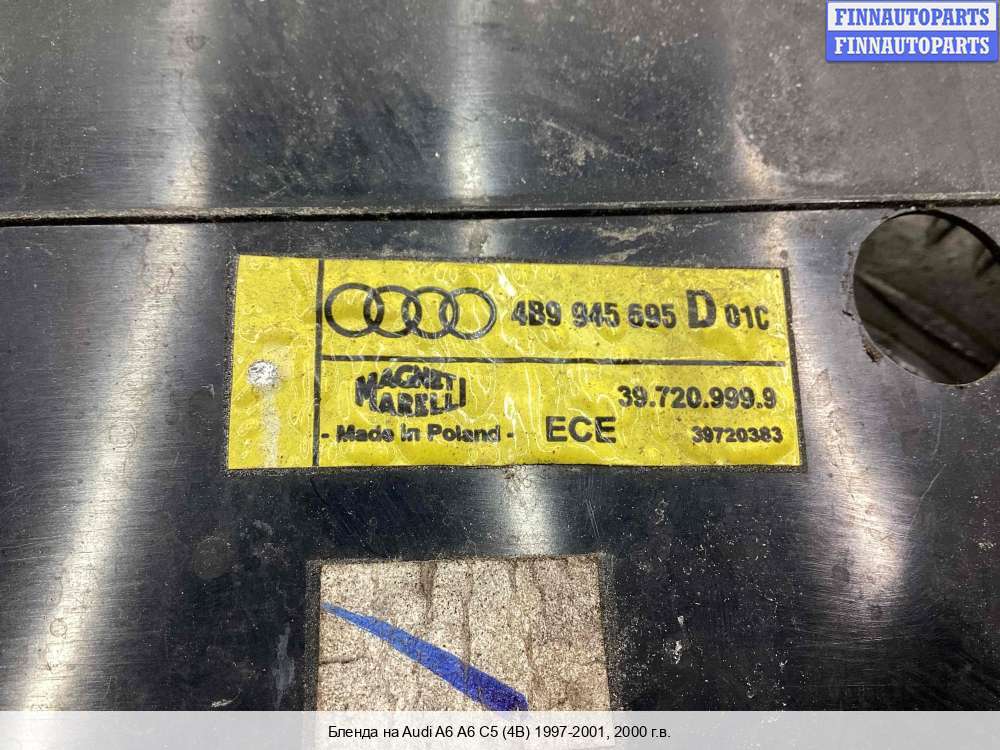 FINNAUTOPARTS
FINNAUTOPARTS
4B9 945 695 D 01C
MAGNETI
MARELLI
39.720.999.9
- Made in Poland - ECE 39720383
Бленда на Audi A6 A6 C5 (4B) 1997-2001, 2000 г.в.